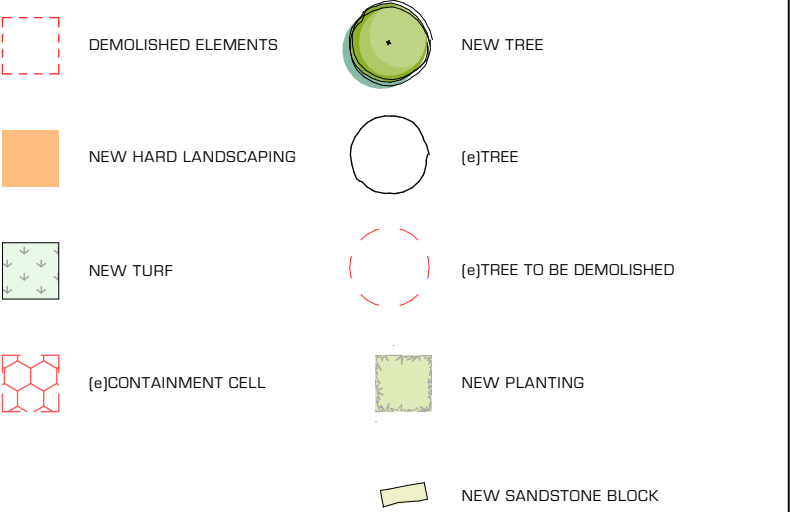 DEMOLISHED ELEMENTS
NEW TREE
NEW HARD LANDSCAPING
(e)TREE
NEW TURF
(e)TREE TO BE DEMOLISHED
(e)CONTAINMENT CELL
NEW PLANTING
NEW SANDSTONE BLOCK